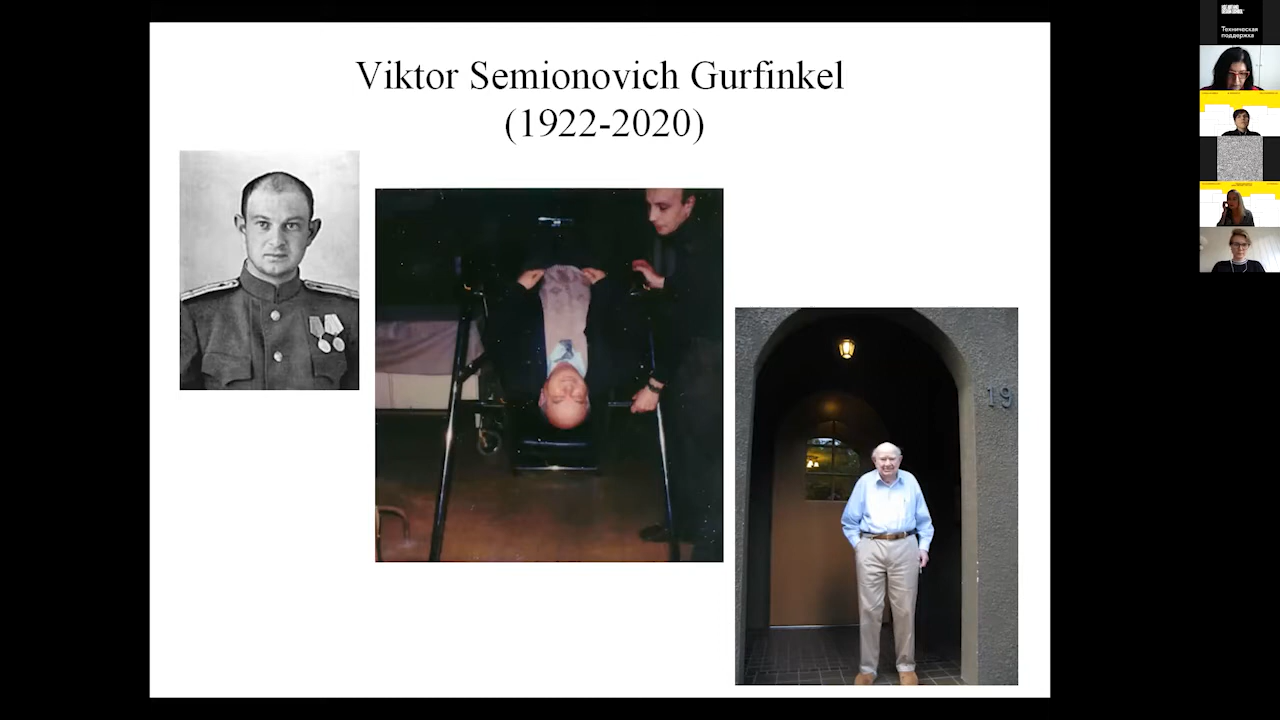 Viktor Semionovich Gurfinkel
(1922-2020)
19
Техническая
поддержка